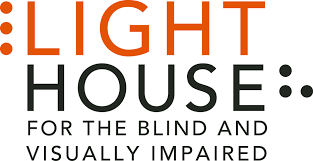 ⠇LIGHT
HOUSE⠓
FOR THE BLIND AND
VISUALLY IMPAIRED